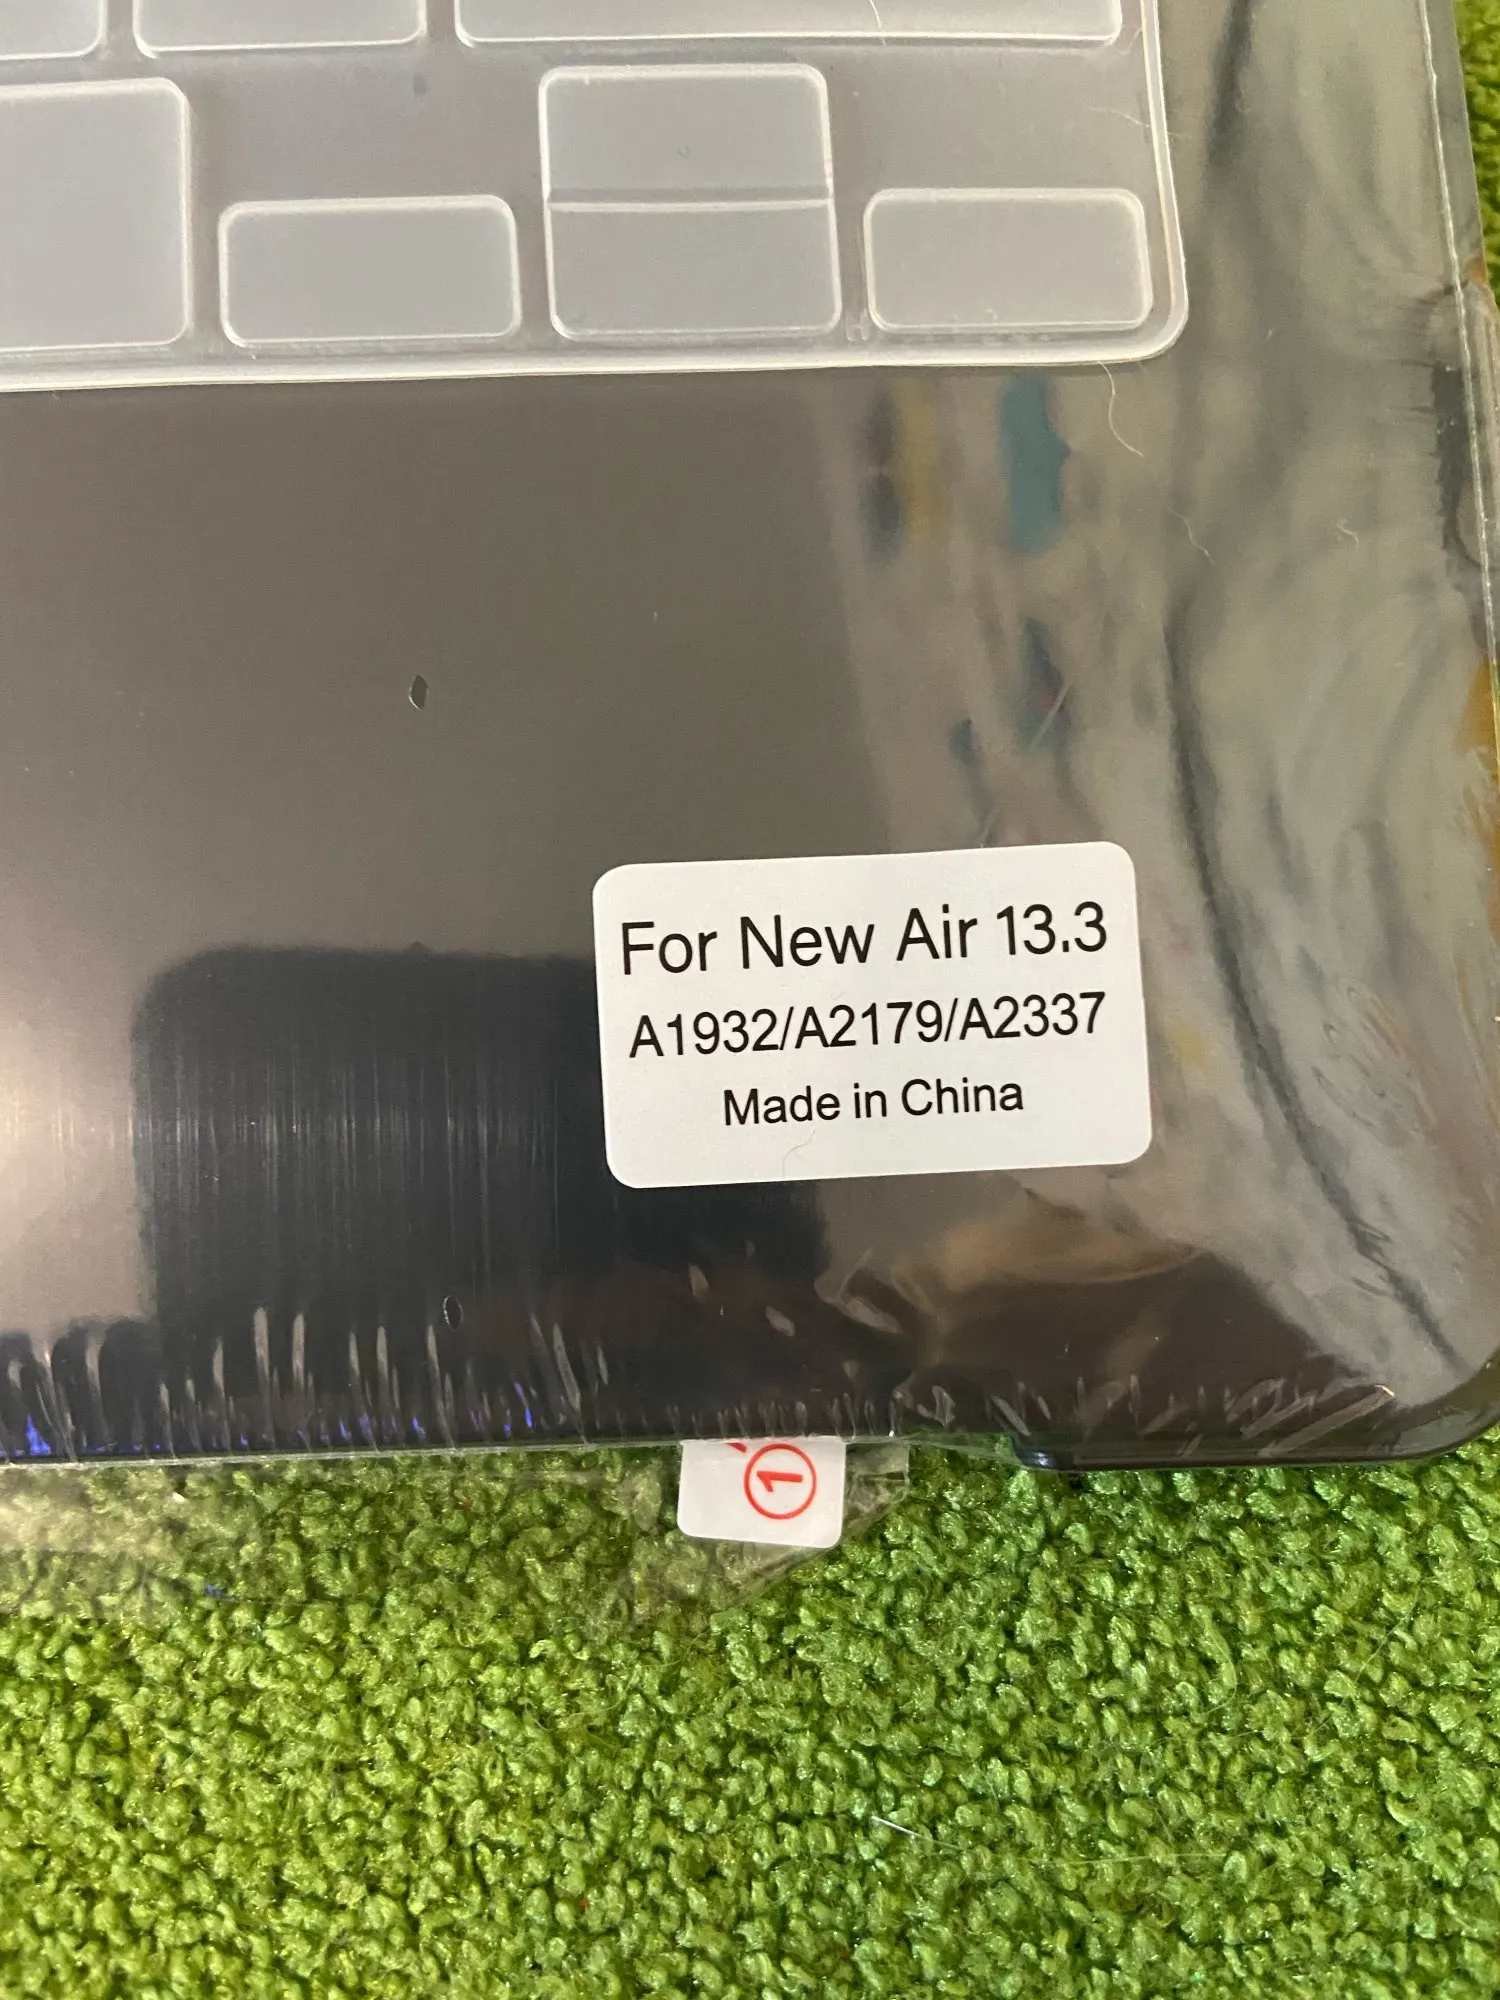 For New Air 13.3
A1932/A2179/A2337
Made in China
①